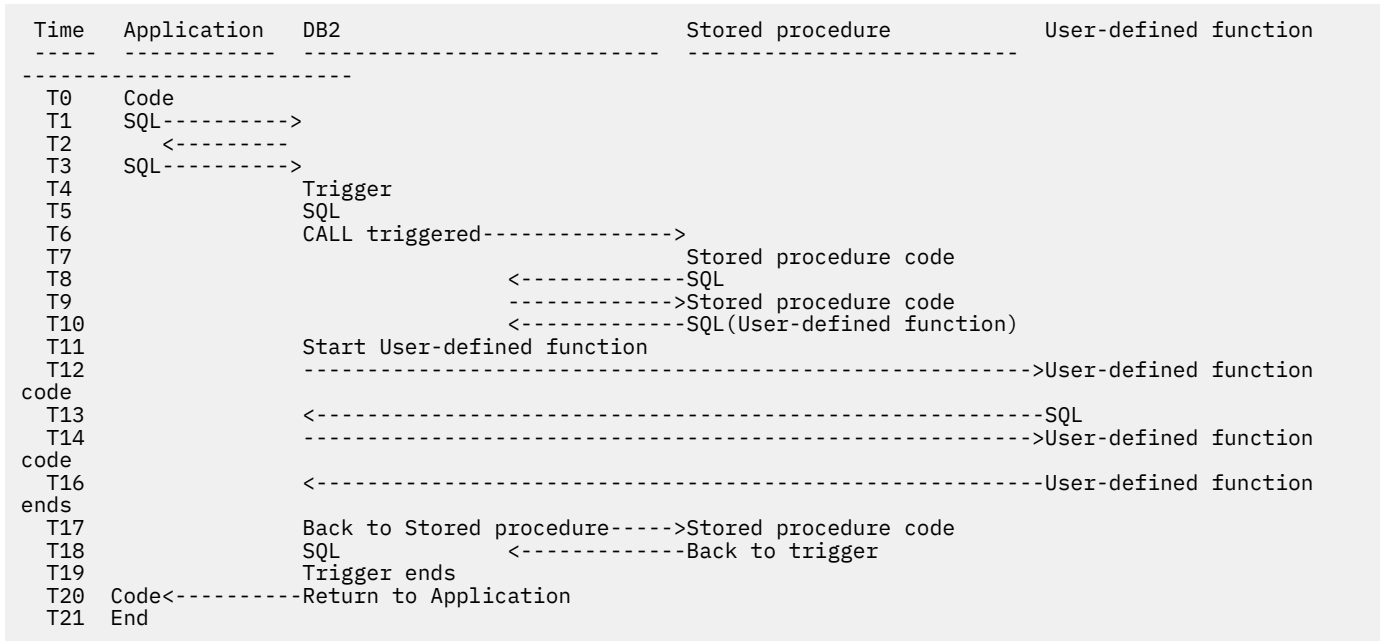 Time   Application  DB2                           Stored procedure            User-defined function
-----  ------------  ----------------------------  --------------------------
--------------------------
T0    Code
T1    SQL---------->
T2       <----------
T3    SQL---------->
T4                  Trigger
T5                  SQL
T6                  CALL triggered--------------->
T7                                                Stored procedure code
T8                                  <-------------SQL
T9                                  ------------->Stored procedure code
T10                                 <-------------SQL(User-defined function)
T11                 Start User-defined function
T12                 --------------------------------------------------------->User-defined function
code
T13                 <---------------------------------------------------------SQL
T14                 --------------------------------------------------------->User-defined function
code
T16                 <---------------------------------------------------------User-defined function
ends
T17                 Back to Stored procedure----->Stored procedure code
T18                 SQL             <-------------Back to trigger
T19                 Trigger ends
T20  Code<----------Return to Application
T21  End